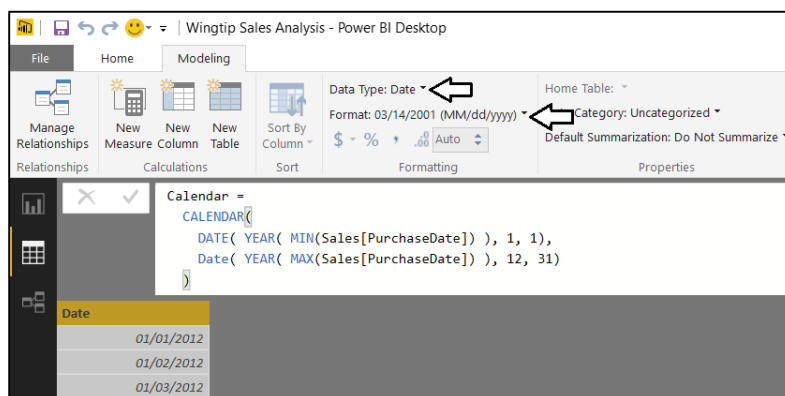 Wingtip Sales Analysis - Power BI Desktop
File Home Modeling
Manage Relationships
New Measure
New Column
New Table
Sort By Column
Data Type: Date
Format: 03/14/2001 (MM/dd/yyyy)
$ % , .00 Auto
Home Table:
Category: Uncategorized
Default Summarization: Do Not Summarize
Relationships Calculations Sort Formatting Properties
Calendar =
CALENDAR(
DATE( YEAR( MIN(Sales[PurchaseDate]) ), 1, 1),
Date( YEAR( MAX(Sales[PurchaseDate]) ), 12, 31)
)
Date
01/01/2012
01/02/2012
01/03/2012